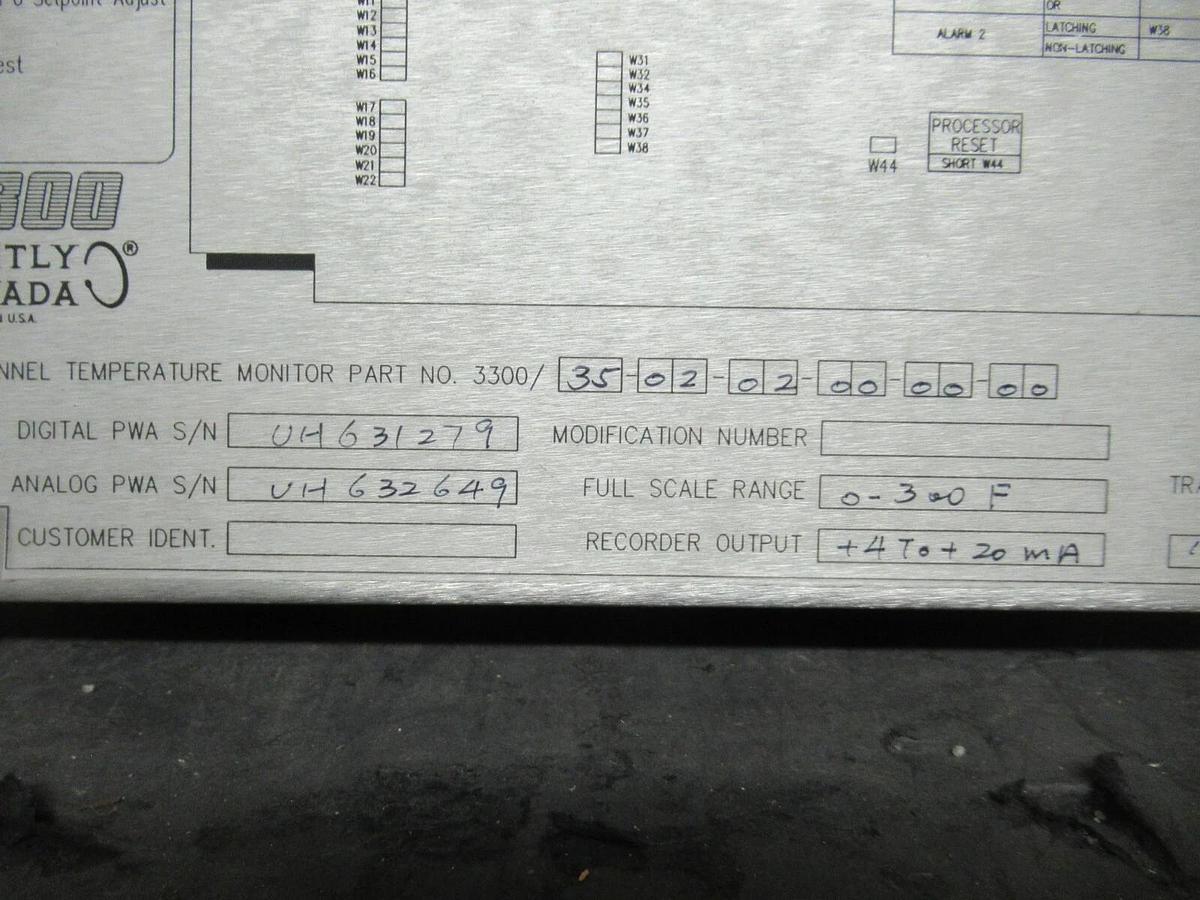 Setpoint Adjust
W12
W13
W14
W15
W16
W17
W18
W19
W20
W21
W22
W31
W32
W34
W35
W36
W37
W38
OR
ALARM 2
LATCHING W38
NON-LATCHING
PROCESSOR
RESET
SHORT W44
W44
300
TLY ®
ADA
U.S.A.
NNEL TEMPERATURE MONITOR PART NO. 3300/ 35-02-02-00-00-00
DIGITAL PWA S/N UH631279 MODIFICATION NUMBER
ANALOG PWA S/N UH632649 FULL SCALE RANGE 0-300 F
CUSTOMER IDENT. RECORDER OUTPUT +4 To +20 mA